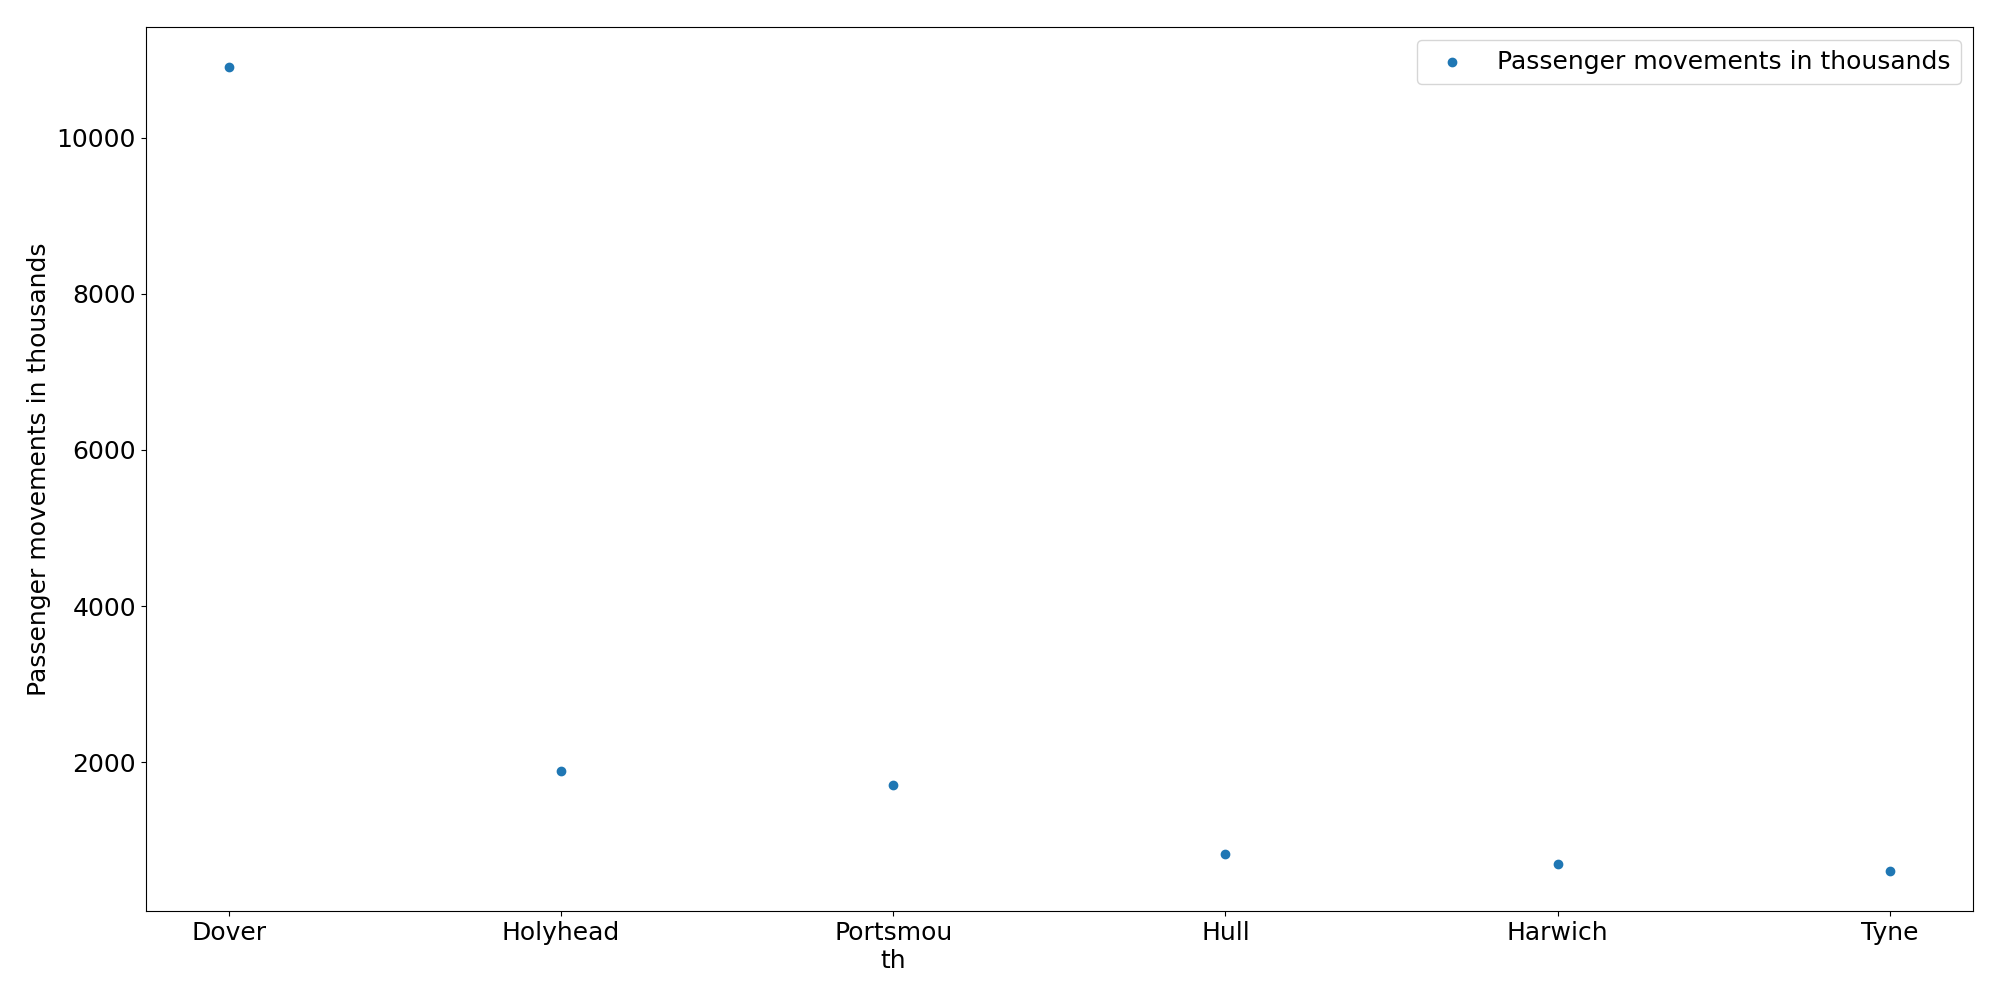 Passenger movements in thousands
Passenger movements in thousands
10000
8000
6000
4000
2000
Dover
Holyhead
Portsmou
th
Hull
Harwich
Tyne